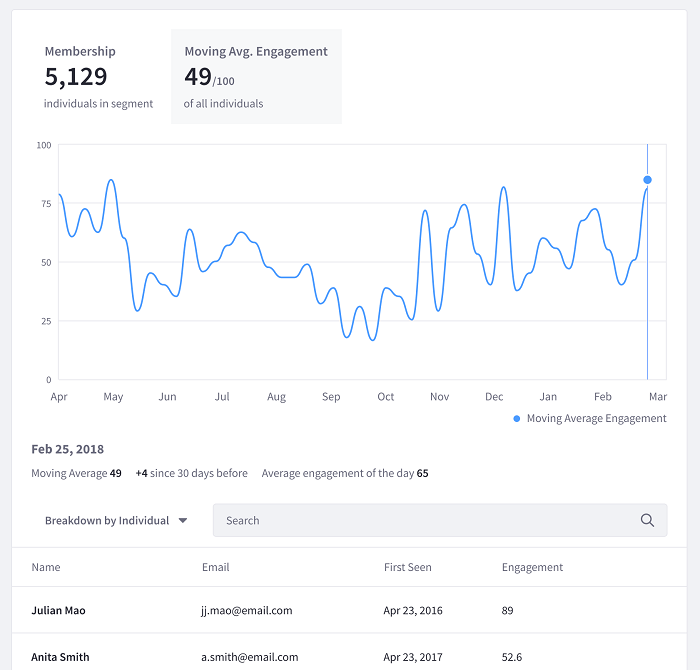 Membership
5,129
individuals in segment
Moving Avg. Engagement
49/100
of all individuals
100
75
50
25
0
Apr May Jun Jul Aug Sep Oct Nov Dec Jan Feb Mar
Moving Average Engagement
Feb 25, 2018
Moving Average 49 +4 since 30 days before Average engagement of the day 65
Breakdown by Individual Search
Name Email First Seen Engagement
Julian Mao jj.mao@email.com Apr 23, 2016 89
Anita Smith a.smith@email.com Apr 23, 2017 52.6